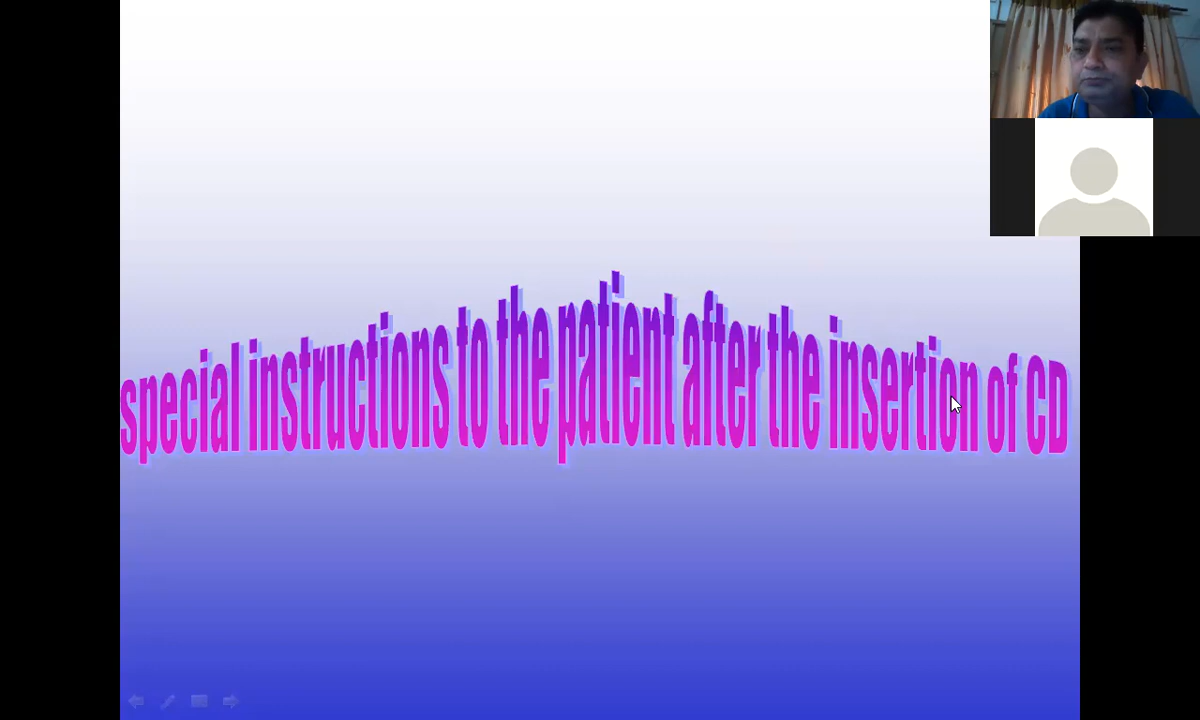 special instructions to the patient after the insertion of CD